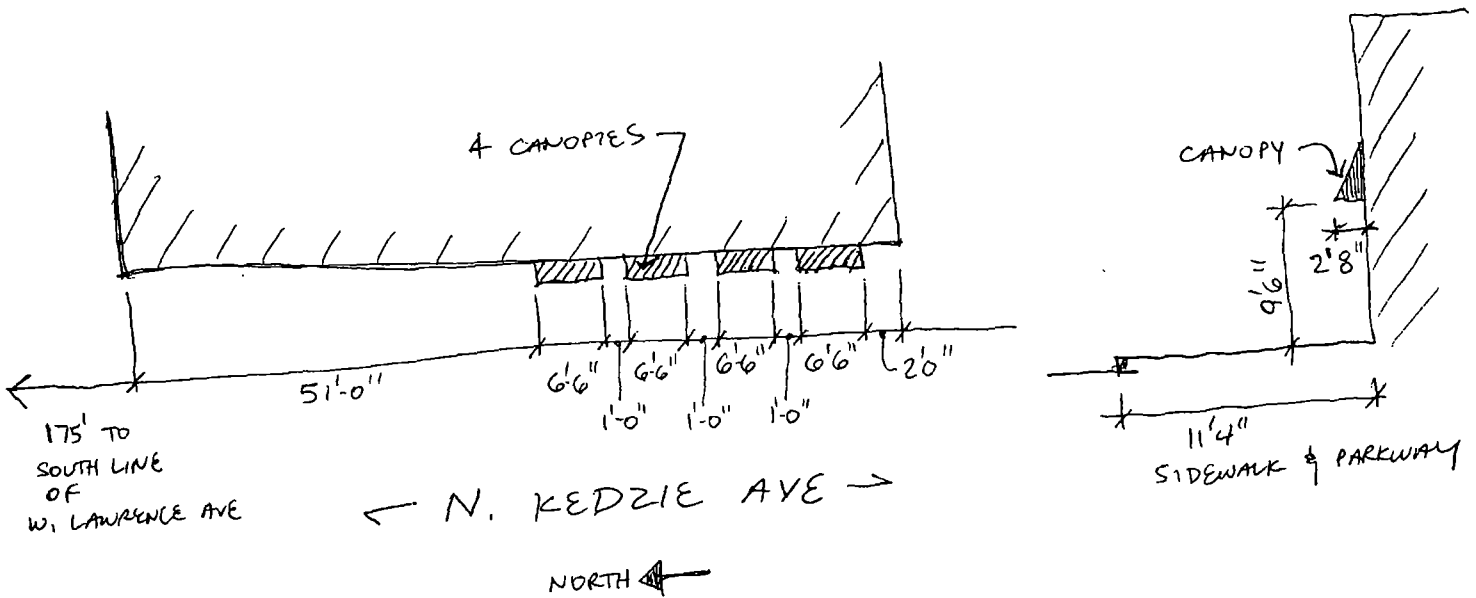 4 CANOPIES
51'-0"
6'-6"
6'-6"
6'-6"
6'6"
2'0"
1'-0"
1'-0"
1'-0"
175' TO
SOUTH LINE
OF
W. LAWRENCE AVE
N. KEDZIE AVE
NORTH
CANOPY
2'8"
9'6"
11'4"
SIDEWALK & PARKWAY